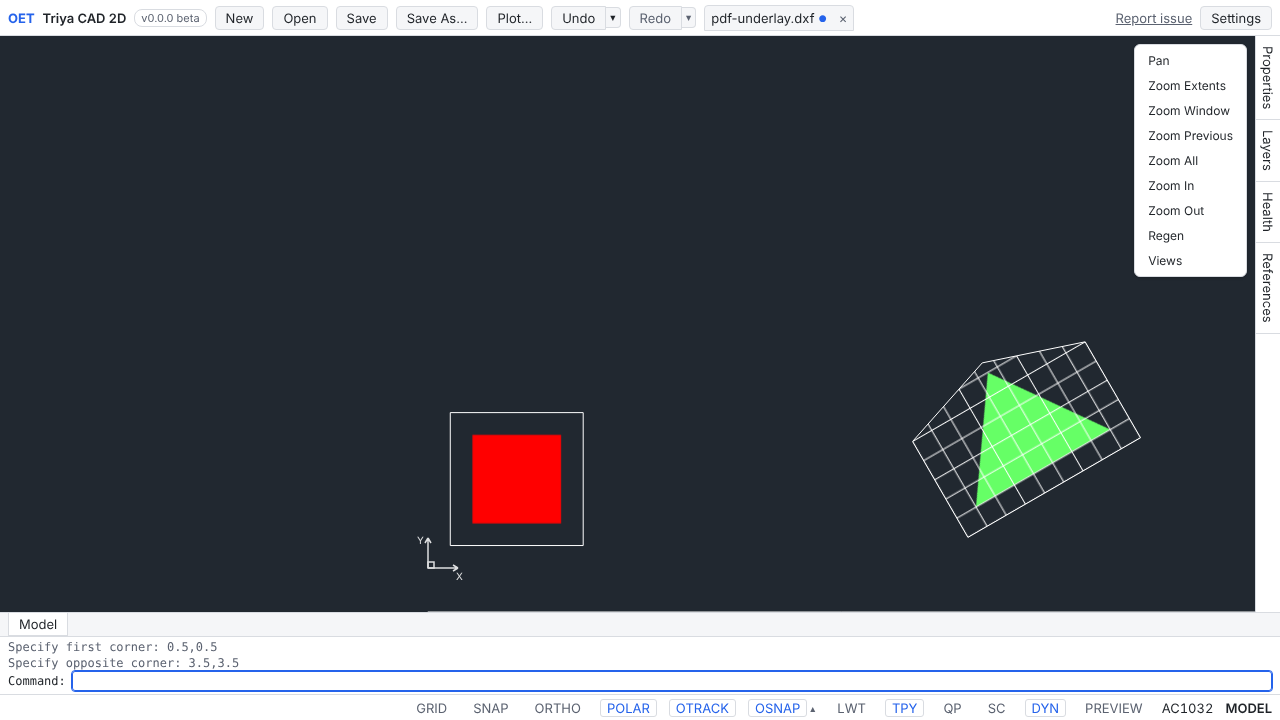 OET Triya CAD 2D v0.0.0 beta New Open Save Save As... Plot... Undo ▾ Redo ▾ pdf-underlay.dxf ● × Report issue Settings
Pan
Zoom Extents
Zoom Window
Zoom Previous
Zoom All
Zoom In
Zoom Out
Regen
Views
Properties
Layers
Health
References
Y
X
Model
Specify first corner: 0.5,0.5
Specify opposite corner: 3.5,3.5
Command:
GRID SNAP ORTHO POLAR OTRACK OSNAP ▴ LWT TPY QP SC DYN PREVIEW AC1032 MODEL